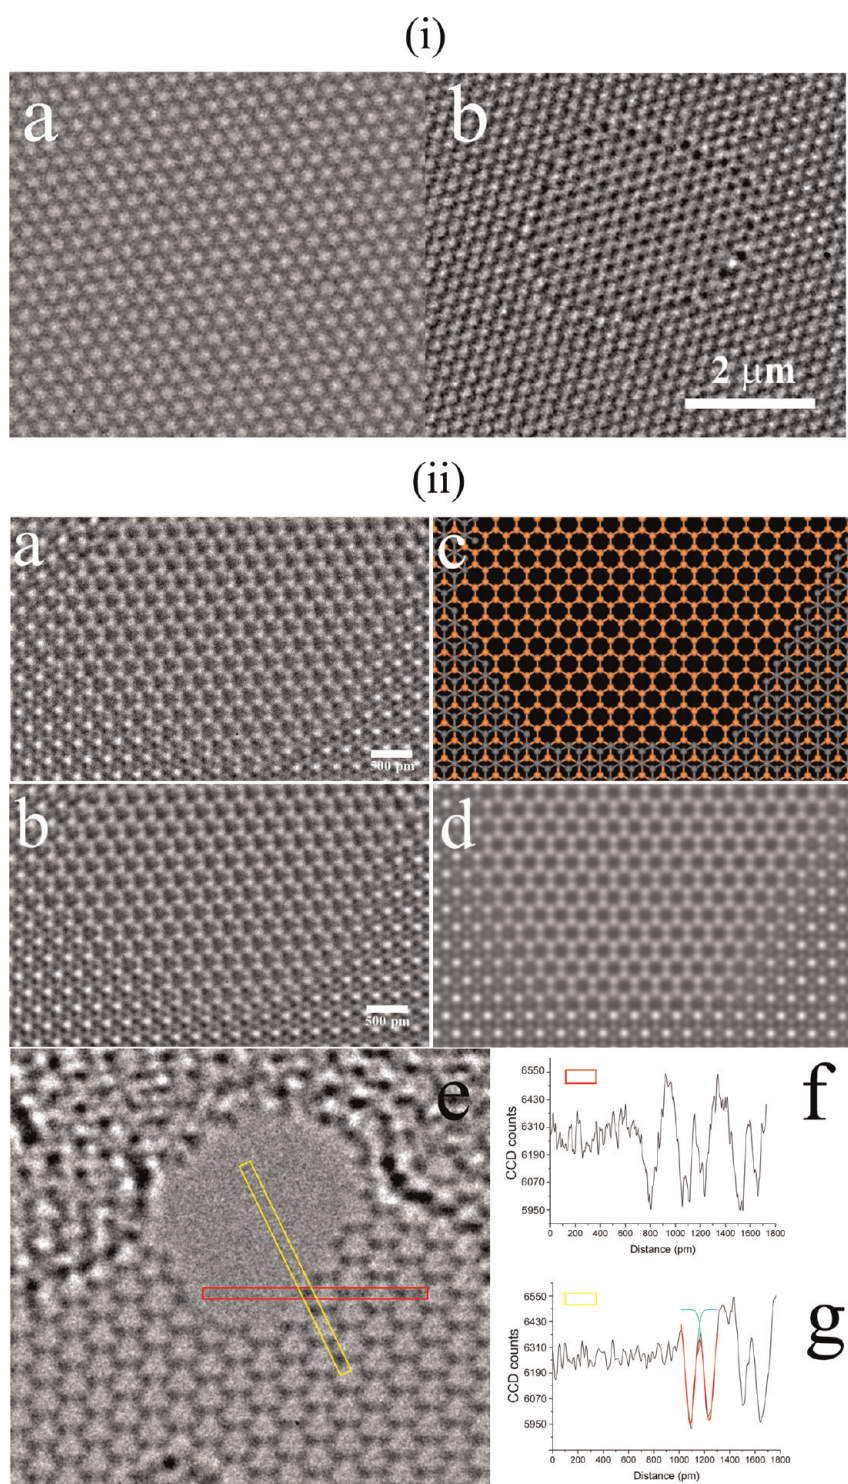 (i)
a
b
2 μm
(ii)
a
500 pm
c
b
500 pm
d
e
f
CCD counts
6550
6430
6310
6190
6070
5950
0 200 400 600 800 1000 1200 1400 1600 1800
Distance (pm)
g
CCD counts
6550
6430
6310
6190
6070
5950
0 200 400 600 800 1000 1200 1400 1600 1800
Distance (pm)